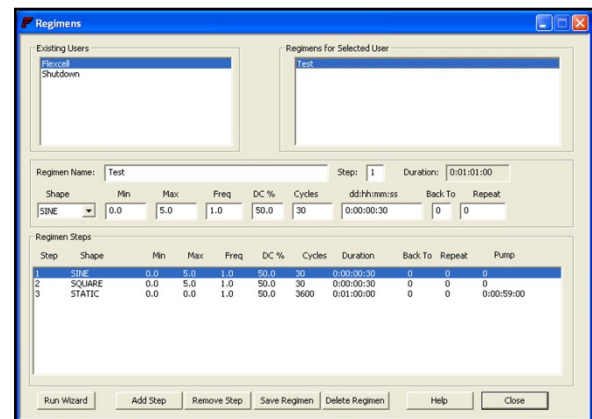 Regimens
Existing Users
Regimens for Selected User
Flexcell
Shutdown
Test
Regimen Name: Test Step: 1 Duration: 0:01:01:00
Shape Min Max Freq DC % Cycles dd:hh:mm:ss Back To Repeat
SINE 0.0 5.0 1.0 50.0 30 0:00:00:30 0 0
Regimen Steps
Step Shape Min Max Freq DC % Cycles Duration Back To Repeat Pump
1 SINE 0.0 5.0 1.0 50.0 30 0:00:00:30 0 0 0
2 SQUARE 0.0 5.0 1.0 50.0 30 0:00:00:30 0 0 0
3 STATIC 0.0 0.0 1.0 50.0 3600 0:01:00:00 0 0 0:00:59:00
Run Wizard Add Step Remove Step Save Regimen Delete Regimen Help Close